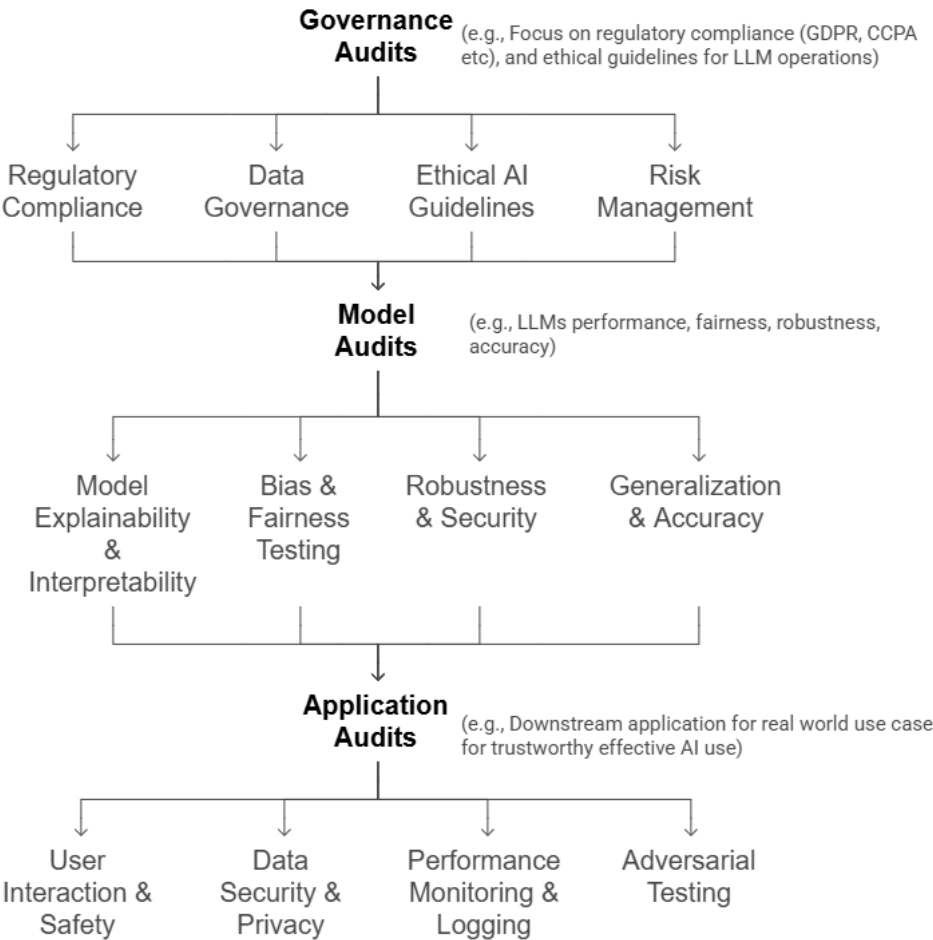 Governance
Audits
(e.g., Focus on regulatory compliance (GDPR, CCPA
etc), and ethical guidelines for LLM operations)
Regulatory
Compliance
Data
Governance
Ethical AI
Guidelines
Risk
Management
Model
Audits
(e.g., LLMs performance, fairness, robustness,
accuracy)
Model
Explainability
&
Interpretability
Bias &
Fairness
Testing
Robustness
& Security
Generalization
& Accuracy
Application
Audits
(e.g., Downstream application for real world use case
for trustworthy effective AI use)
User
Interaction &
Safety
Data
Security &
Privacy
Performance
Monitoring &
Logging
Adversarial
Testing